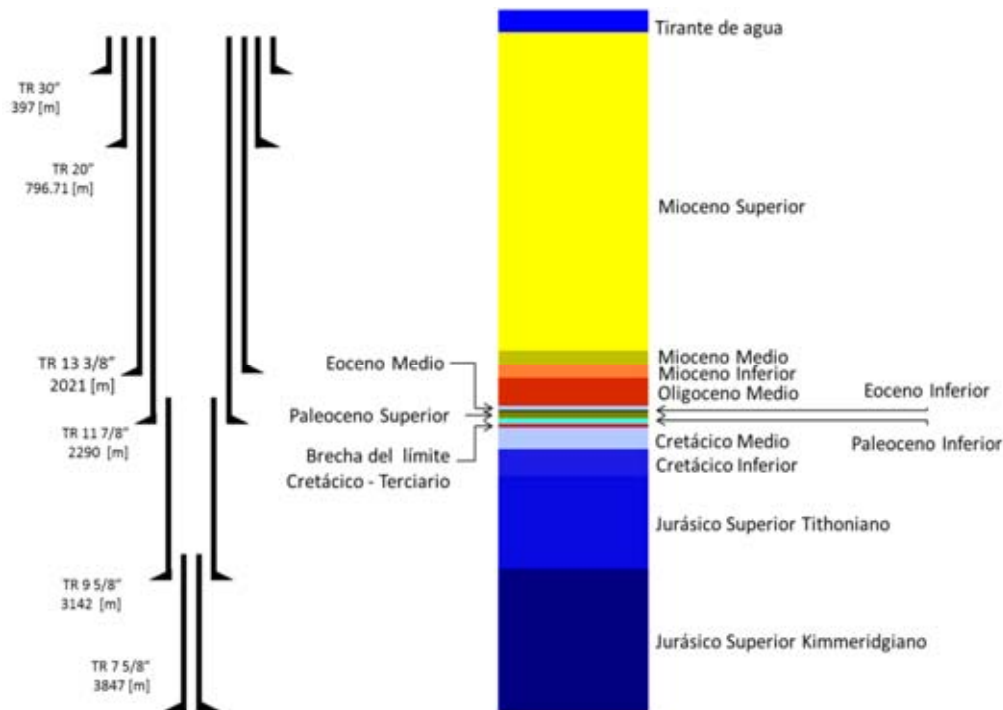 TR 30”
397 [m]
TR 20”
796.71 [m]
TR 13 3/8”
2021 [m]
TR 11 7/8”
2290 [m]
TR 9 5/8”
3142 [m]
TR 7 5/8”
3847 [m]
Eoceno Medio
Paleoceno Superior
Brecha del límite
Cretácico - Terciario
Tirante de agua
Mioceno Superior
Mioceno Medio
Mioceno Inferior
Oligoceno Medio
Cretácico Medio
Cretácico Inferior
Jurásico Superior Tithoniano
Jurásico Superior Kimmeridgiano
Eoceno Inferior
Paleoceno Inferior